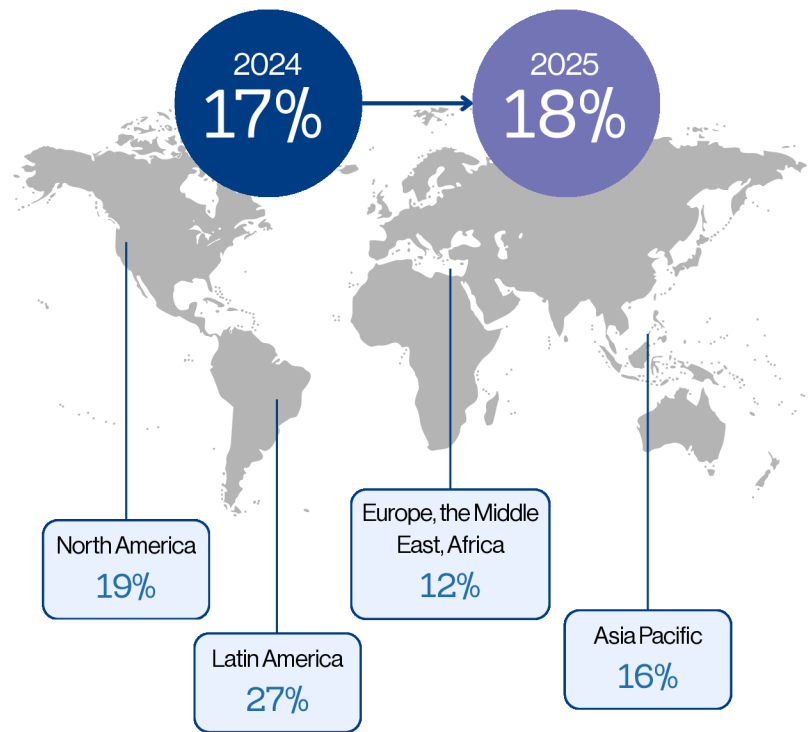 2024
17%
2025
18%
North America
19%
Latin America
27%
Europe, the Middle
East, Africa
12%
Asia Pacific
16%